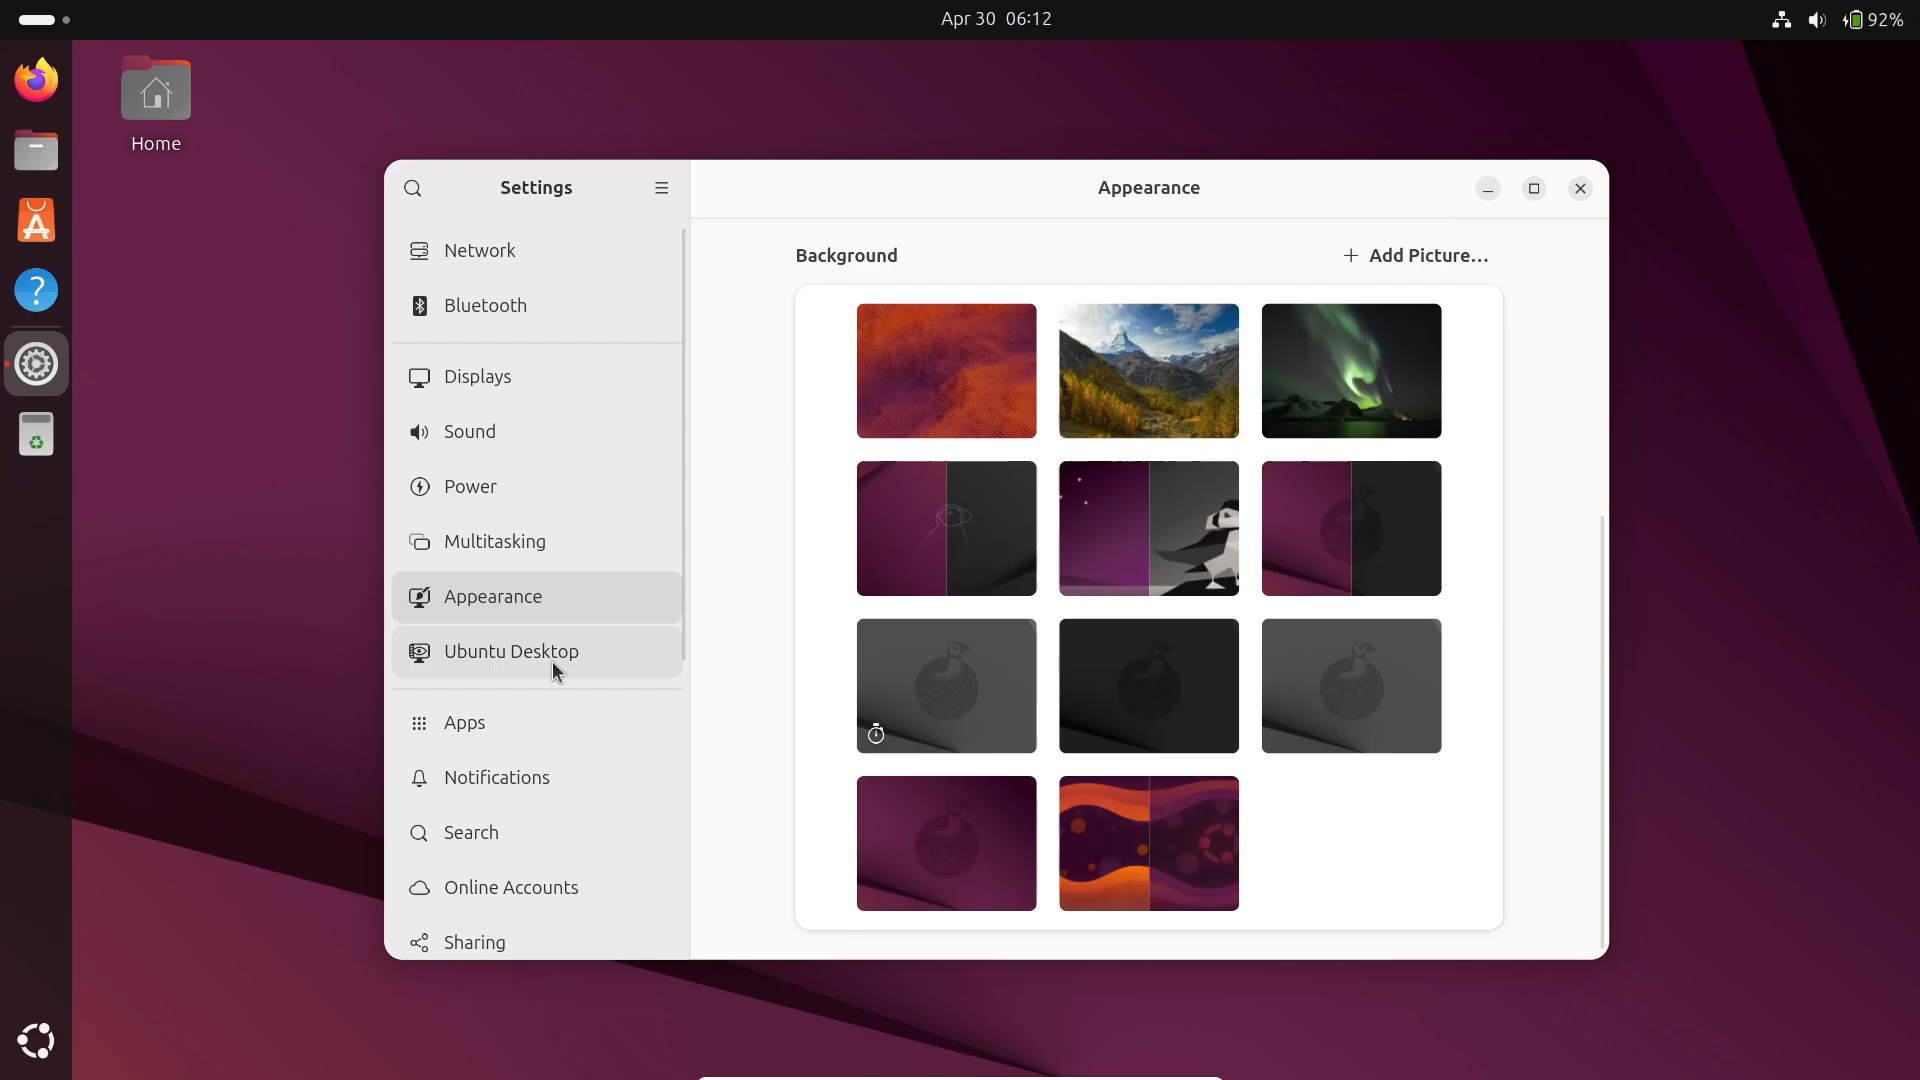 Apr 30 06:12
92%
Home
Settings
Appearance
Network
Bluetooth
Displays
Sound
Power
Multitasking
Appearance
Ubuntu Desktop
Apps
Notifications
Search
Online Accounts
Sharing
Background
+ Add Picture...